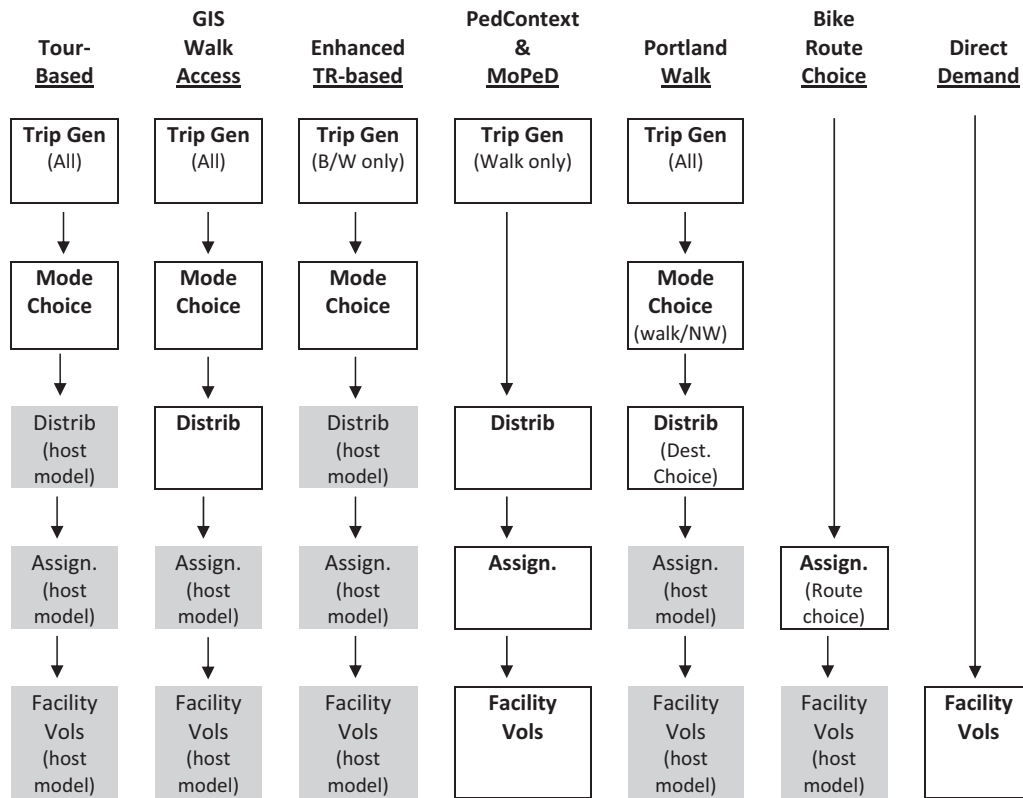 Tour-
Based
GIS
Walk
Access
Enhanced
TR-based
PedContext
&
MoPeD
Portland
Walk
Bike
Route
Choice
Direct
Demand
Trip Gen
(All)
Trip Gen
(All)
Trip Gen
(B/W only)
Trip Gen
(Walk only)
Trip Gen
(All)
Mode
Choice
Mode
Choice
Mode
Choice
Mode
Choice
(walk/NW)
Distrib
(host
model)
Distrib
Distrib
(host
model)
Distrib
Distrib
(Dest.
Choice)
Assign.
(host
model)
Assign.
(host
model)
Assign.
(host
model)
Assign.
Assign.
(host
model)
Assign.
(Route
choice)
Facility
Vols
(host
model)
Facility
Vols
(host
model)
Facility
Vols
(host
model)
Facility
Vols
Facility
Vols
(host
model)
Facility
Vols
(host
model)
Facility
Vols